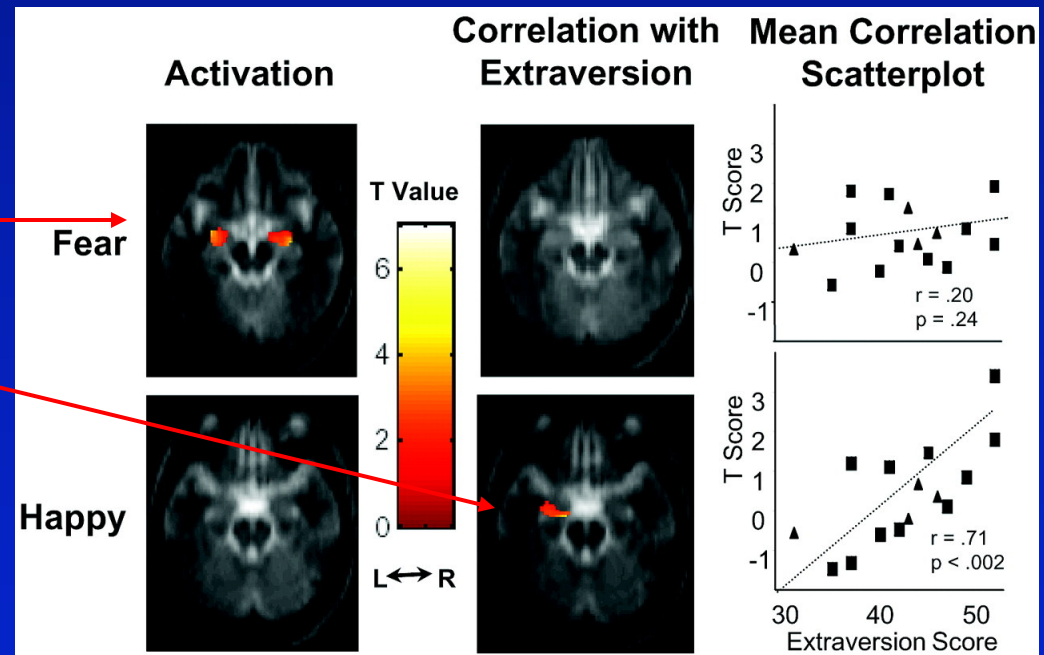 Activation
Correlation with
Extraversion
Mean Correlation
Scatterplot
Fear
T Value
6
4
2
0
L↔R
T Score
3
2
1
0
-1
r = .20
p = .24
Happy
T Score
3
2
1
0
-1
r = .71
p < .002
30 40 50
Extraversion Score